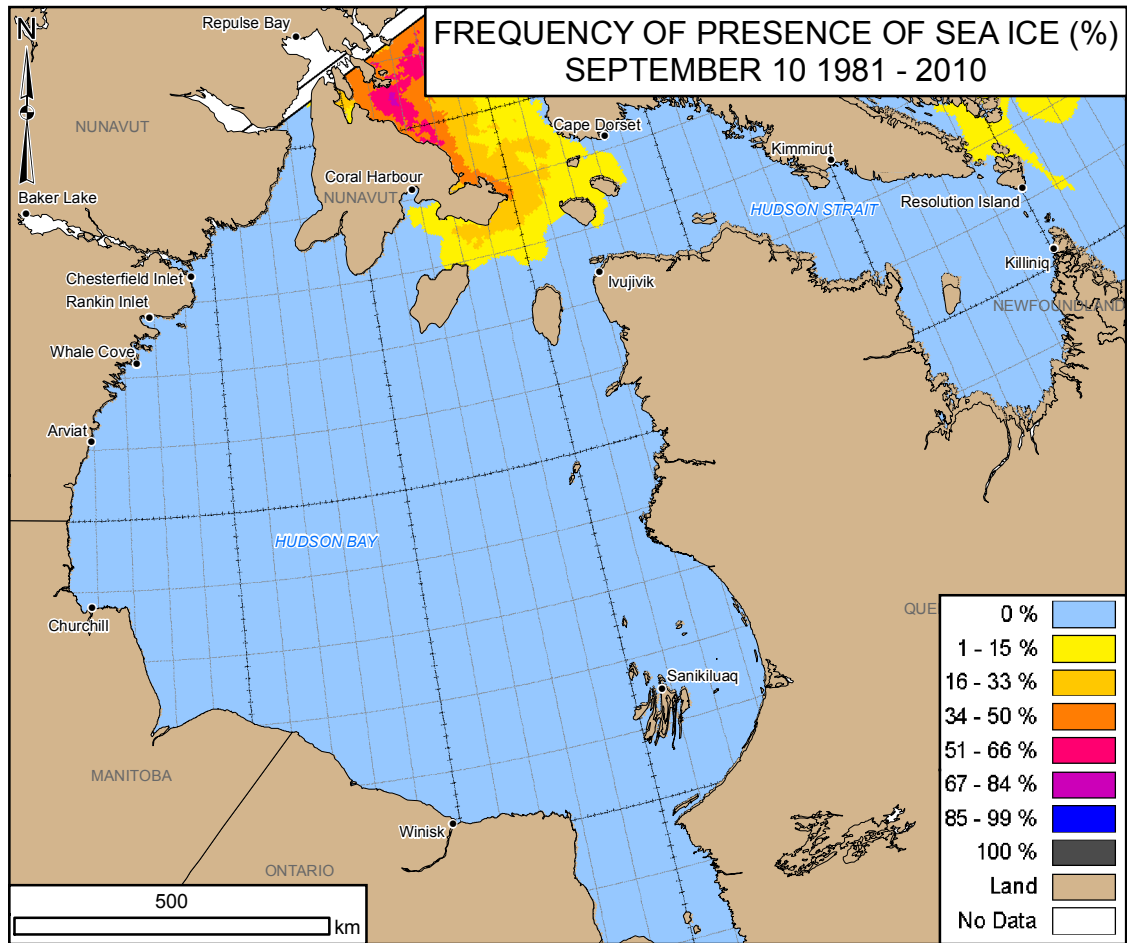 FREQUENCY OF PRESENCE OF SEA ICE (%)
SEPTEMBER 10 1981 - 2010
N
Repulse Bay
NUNAVUT
Cape Dorset
Kimmirut
Coral Harbour
NUNAVUT
Baker Lake
HUDSON STRAIT
Resolution Island
Killiniq
Chesterfield Inlet
Ivujivik
Rankin Inlet
NEWFOUNDLAND
Whale Cove
Arviat
HUDSON BAY
Churchill
QUE
Sanikiluaq
MANITOBA
Winisk
ONTARIO
0 %
1 - 15 %
16 - 33 %
34 - 50 %
51 - 66 %
67 - 84 %
85 - 99 %
100 %
Land
No Data
500
km